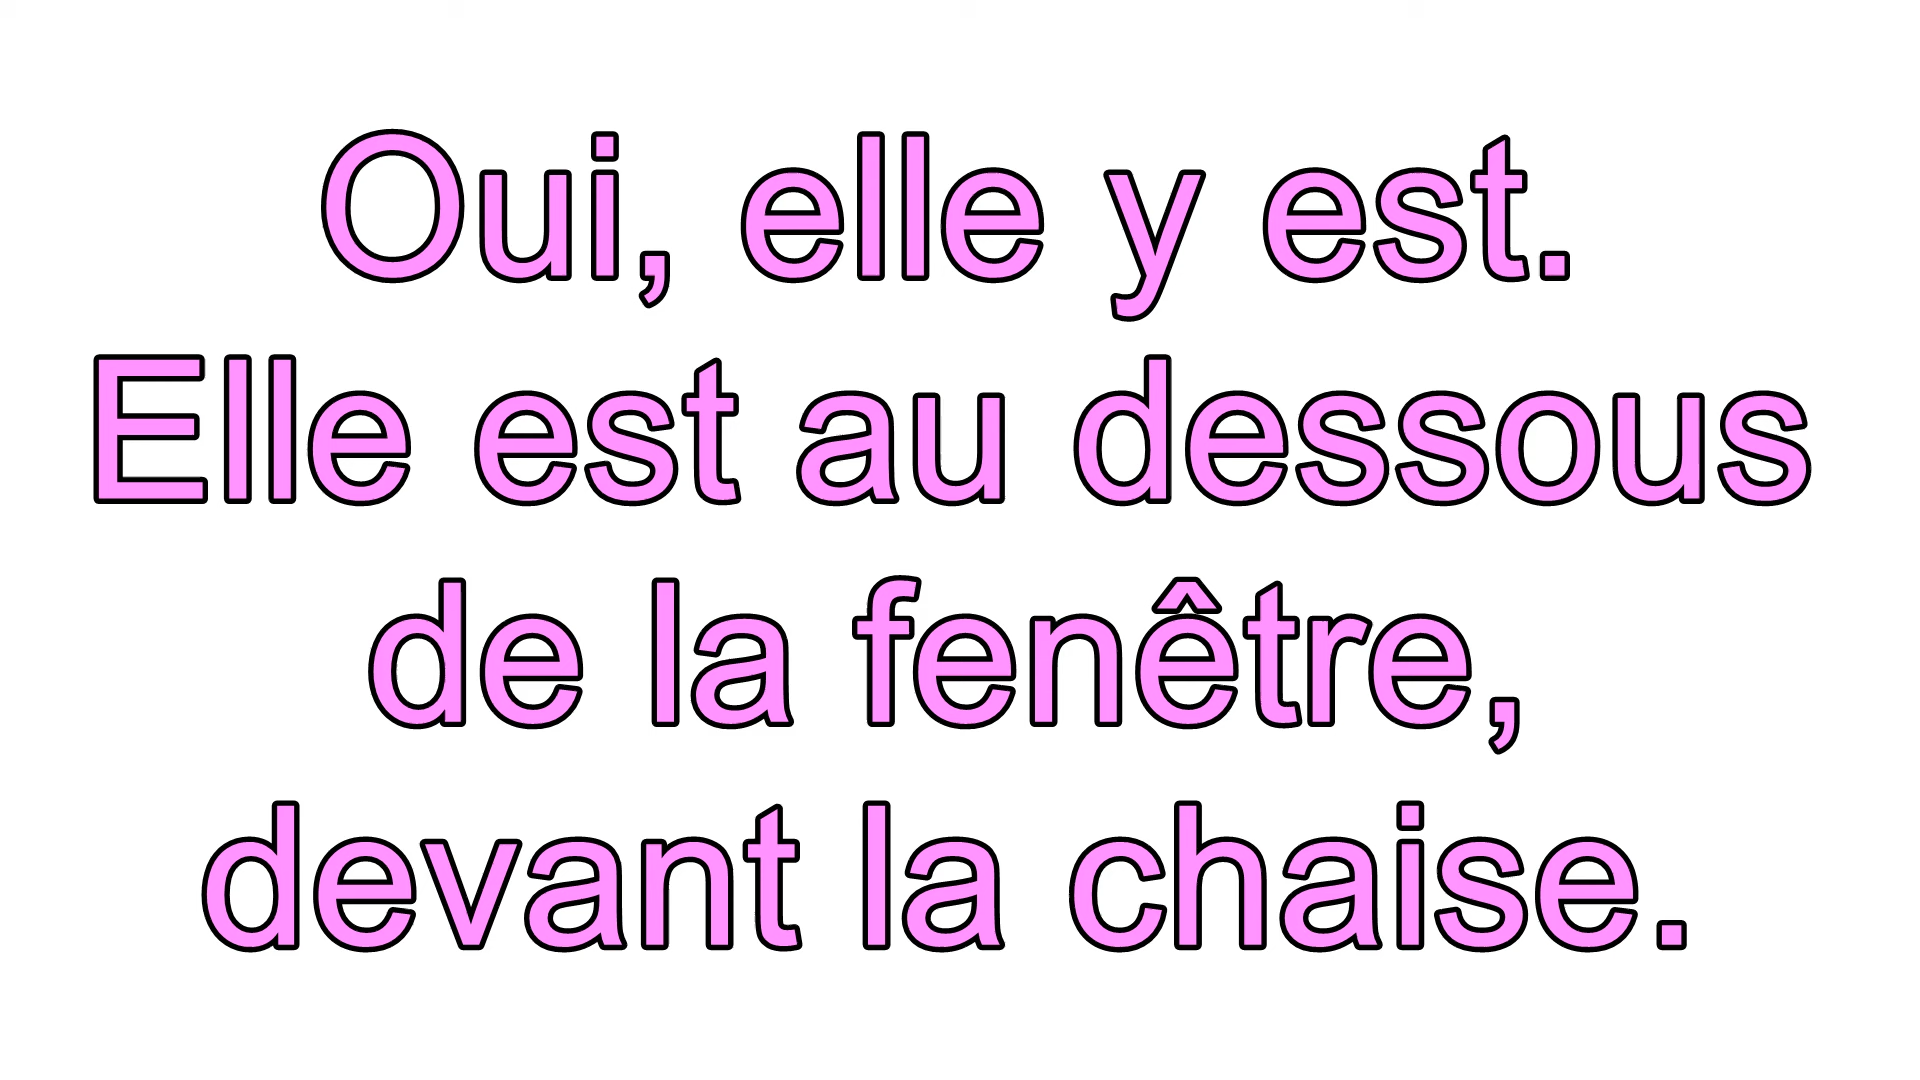 Oui, elle y est.
Elle est au dessous
de la fenêtre,
devant la chaise.